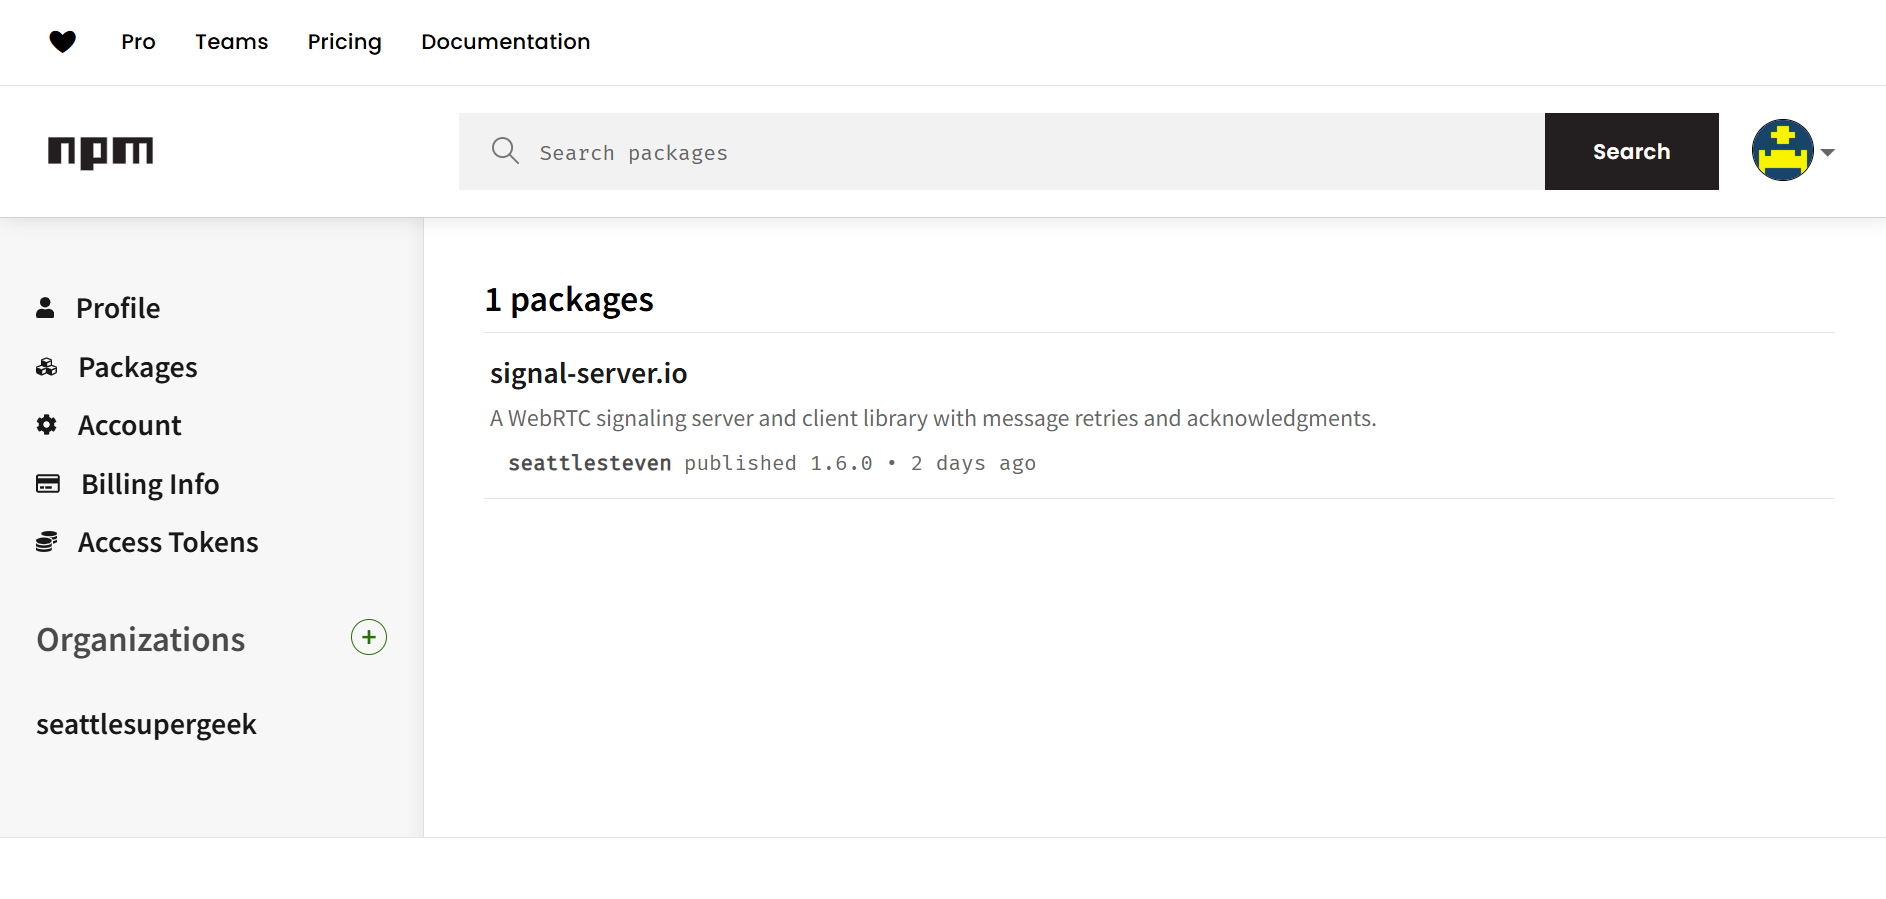 Pro Teams Pricing Documentation
npm
Search packages
Search
Profile
Packages
Account
Billing Info
Access Tokens
Organizations
+
seattlesupergeek
1 packages
signal-server.io
A WebRTC signaling server and client library with message retries and acknowledgments.
seattlesteven published 1.6.0 • 2 days ago